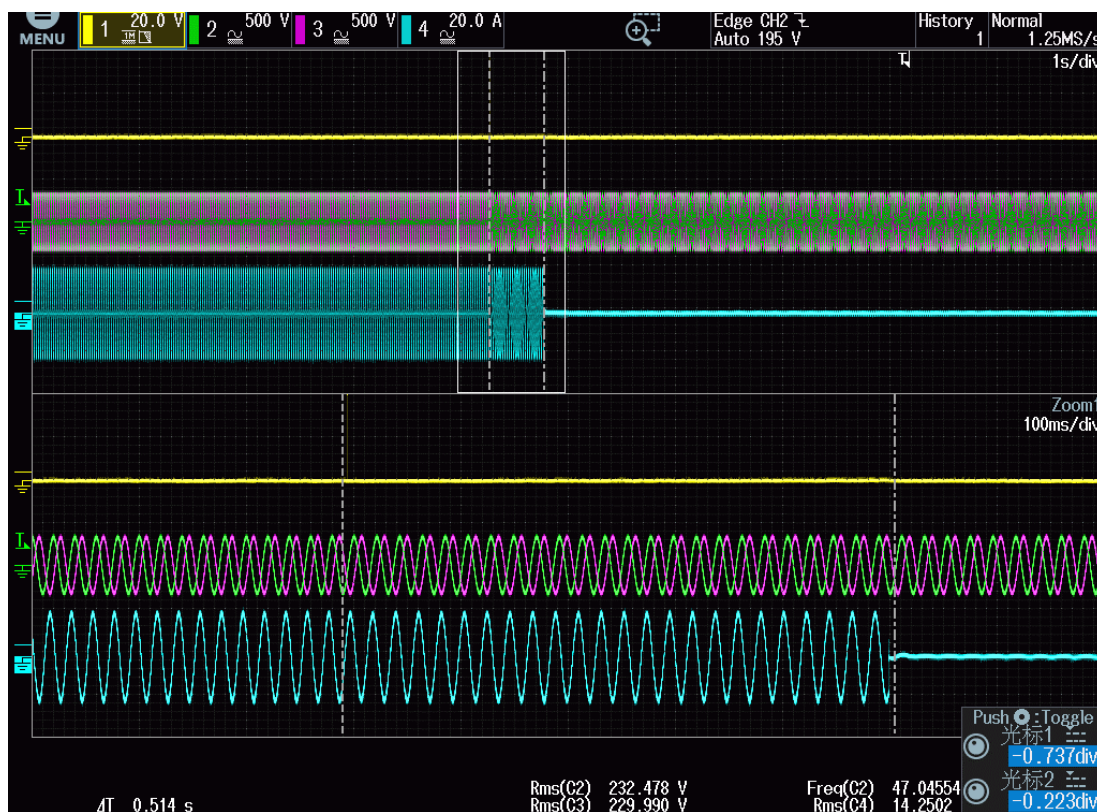 MENU
1 20.0 V
2 500 V
3 500 V
4 20.0 A
Edge CH2
Auto 195 V
History
1
Normal
1.25MS/s
1s/div
Zoom1
100ms/div
Push :Toggle
光标1
-0.737div
光标2
-0.223div
Rms(C2) 232.478 V
Rms(C3) 229.990 V
Freq(C2) 47.04554
Rms(C4) 14.2502
ΔT 0.514 s